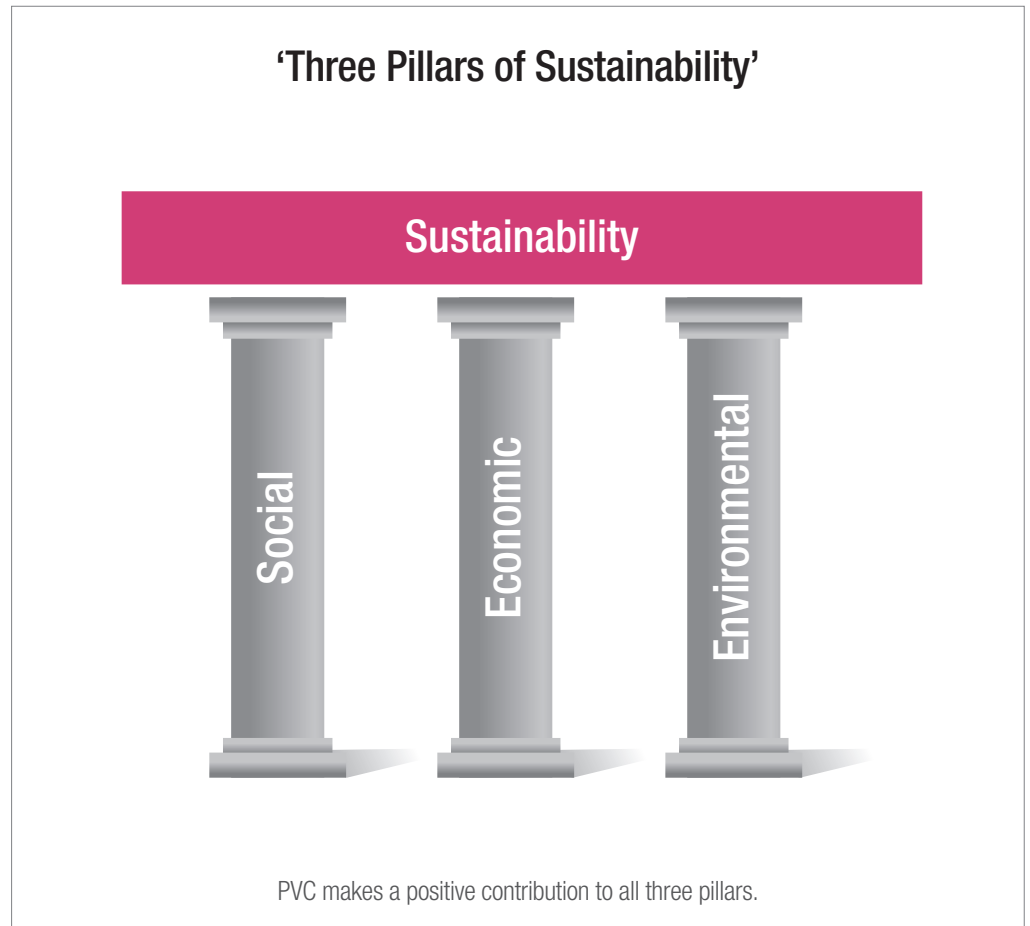 ‘Three Pillars of Sustainability’
Sustainability
Social
Economic
Environmental
PVC makes a positive contribution to all three pillars.